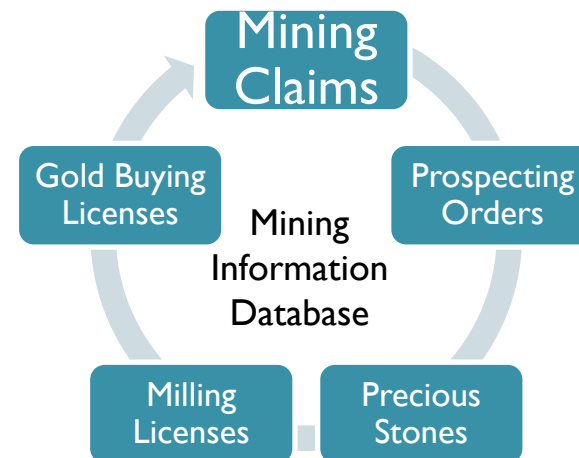 Mining
Claims
Prospecting
Orders
Precious
Stones
Milling
Licenses
Gold Buying
Licenses
Mining
Information
Database